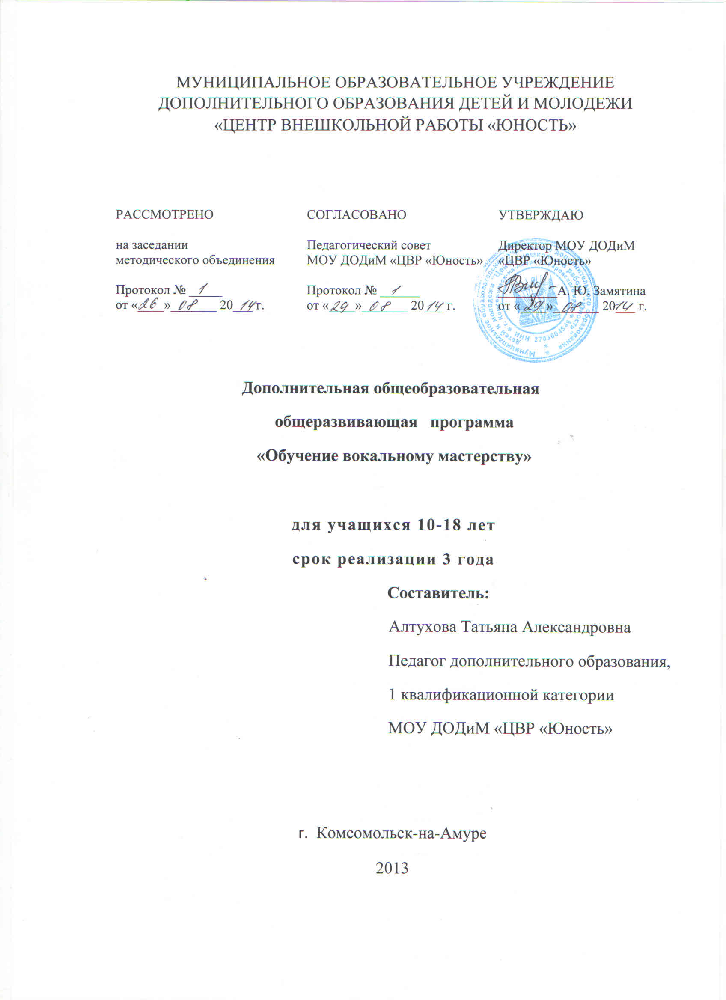 МУНИЦИПАЛЬНОЕ ОБРАЗОВАТЕЛЬНОЕ УЧРЕЖДЕНИЕ
ДОПОЛНИТЕЛЬНОГО ОБРАЗОВАНИЯ ДЕТЕЙ И МОЛОДЕЖИ
«ЦЕНТР ВНЕШКОЛЬНОЙ РАБОТЫ «ЮНОСТЬ»
РАССМОТРЕНО
на заседании
методического объединения
Протокол № 1
от «26» 08 2014г.
СОГЛАСОВАНО
Педагогический совет
МОУ ДОДиМ «ЦВР «Юность»
Протокол № 1
от «29» 08 2014 г.
УТВЕРЖДАЮ
Директор МОУ ДОДиМ
«ЦВР «Юность»
А. Ю. Замятина
от «29» 08 2014 г.
ИНН 2703004549
Дополнительная общеобразовательная
общеразвивающая программа
«Обучение вокальному мастерству»
для учащихся 10-18 лет
срок реализации 3 года
Составитель:
Алтухова Татьяна Александровна
Педагог дополнительного образования,
1 квалификационной категории
МОУ ДОДиМ «ЦВР «Юность»
г. Комсомольск-на-Амуре
2013